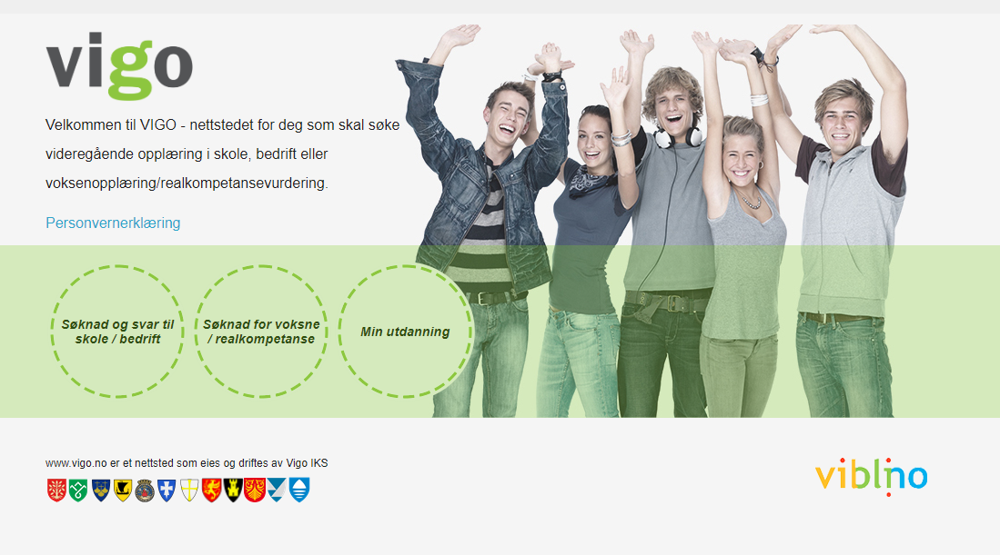 vigo
Velkommen til VIGO - nettstedet for deg som skal søke
videregående opplæring i skole, bedrift eller
voksenopplæring/realkompetansevurdering.
Personvernerklæring
Søknad og svar til
skole / bedrift
Søknad for voksne
/ realkompetanse
Min utdanning
www.vigo.no er et nettsted som eies og driftes av Vigo IKS
viblino